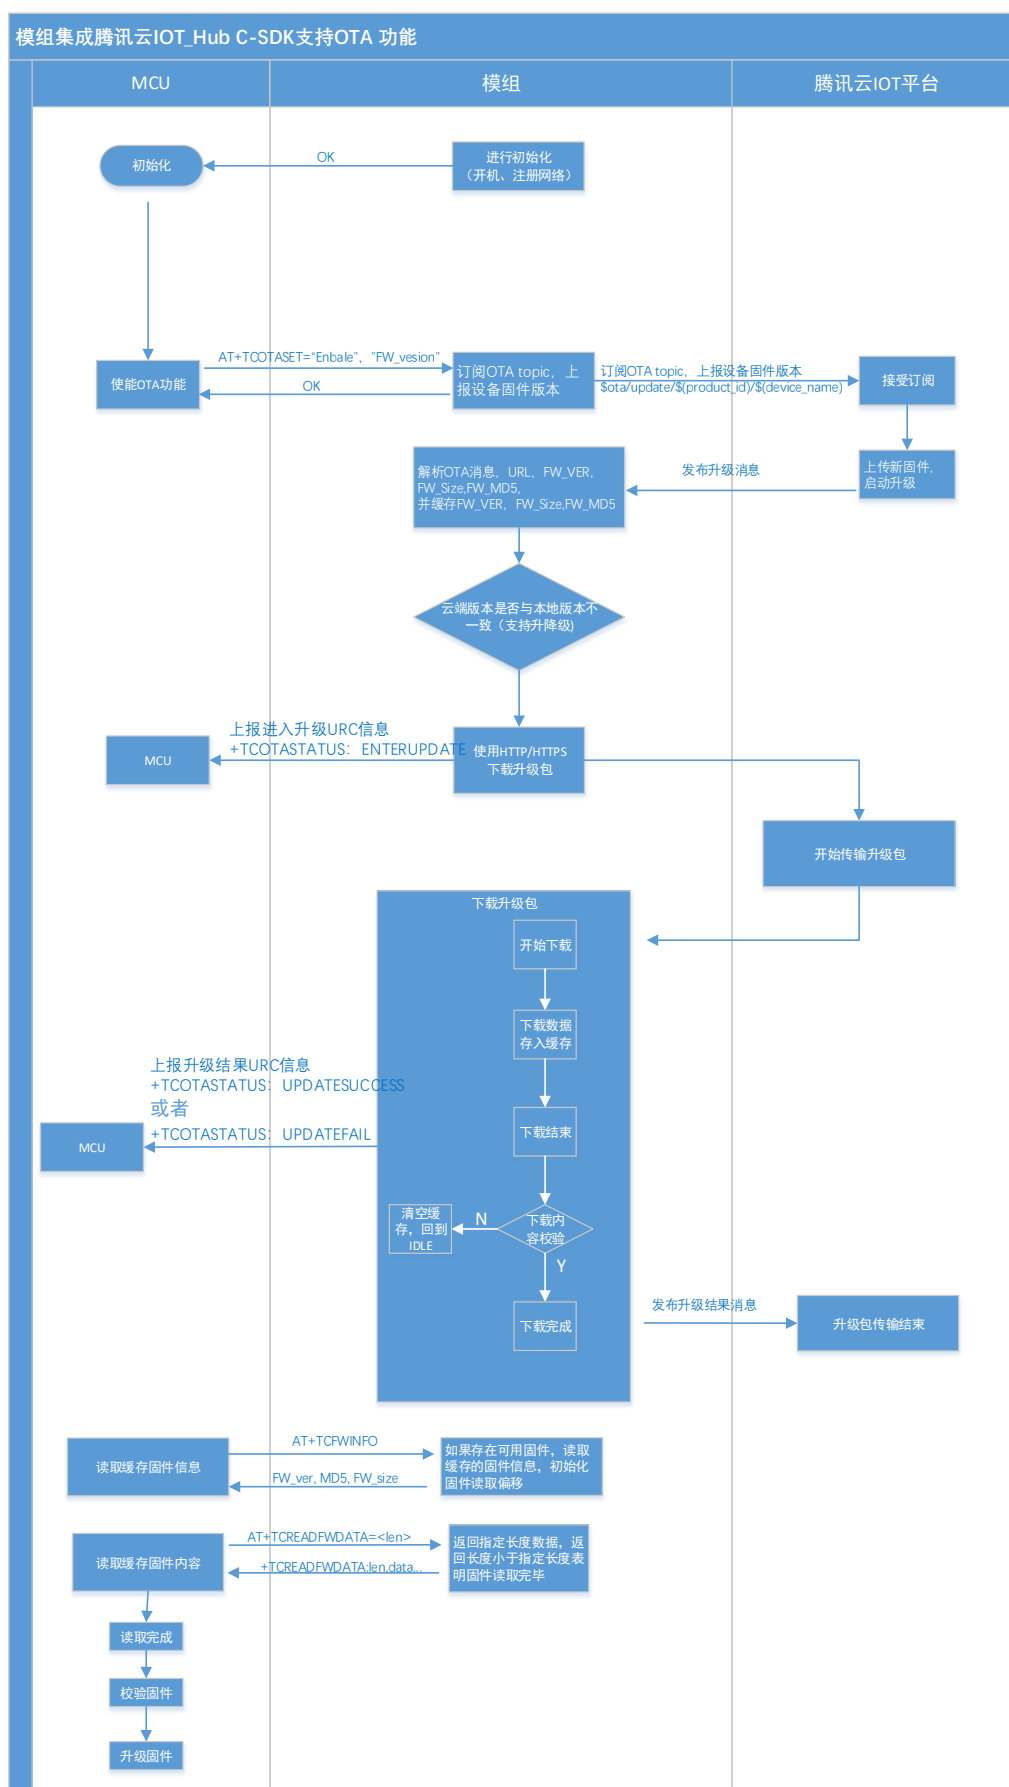 模组集成腾讯云IOT_Hub C-SDK支持OTA 功能
MCU
模组
腾讯云IOT平台
初始化
OK
进行初始化
（开机、注册网络）
使能OTA功能
AT+TCOTASET=“Enbale”，”FW_vesion”
OK
订阅OTA topic，上
报设备固件版本
订阅OTA topic，上报设备固件版本
$ota/update/$(product_id)/$(device_name)
接受订阅
上传新固件，
启动升级
发布升级消息
解析OTA消息，URL，FW_VER，
FW_Size,FW_MD5,
并缓存FW_VER，FW_Size,FW_MD5
云端版本是否与本地版本不
一致（支持升降级)
上报进入升级URC信息
+TCOTASTATUS：ENTERUPDATE
MCU
使用HTTP/HTTPS
下载升级包
开始传输升级包
下载升级包
开始下载
下载数据
存入缓存
上报升级结果URC信息
+TCOTASTATUS：UPDATESUCCESS
或者
+TCOTASTATUS：UPDATEFAIL
MCU
下载结束
下载内
容校验
N
清空缓
存，回到
IDLE
Y
下载完成
发布升级结果消息
升级包传输结束
读取缓存固件信息
AT+TCFWINFO
FW_ver, MD5, FW_size
如果存在可用固件，读取
缓存的固件信息，初始化
固件读取偏移
读取缓存固件内容
AT+TCREADFWDATA=<len>
+TCREADFWDATA:len,data...
返回指定长度数据，返
回长度小于指定长度表
明固件读取完毕
读取完成
校验固件
升级固件